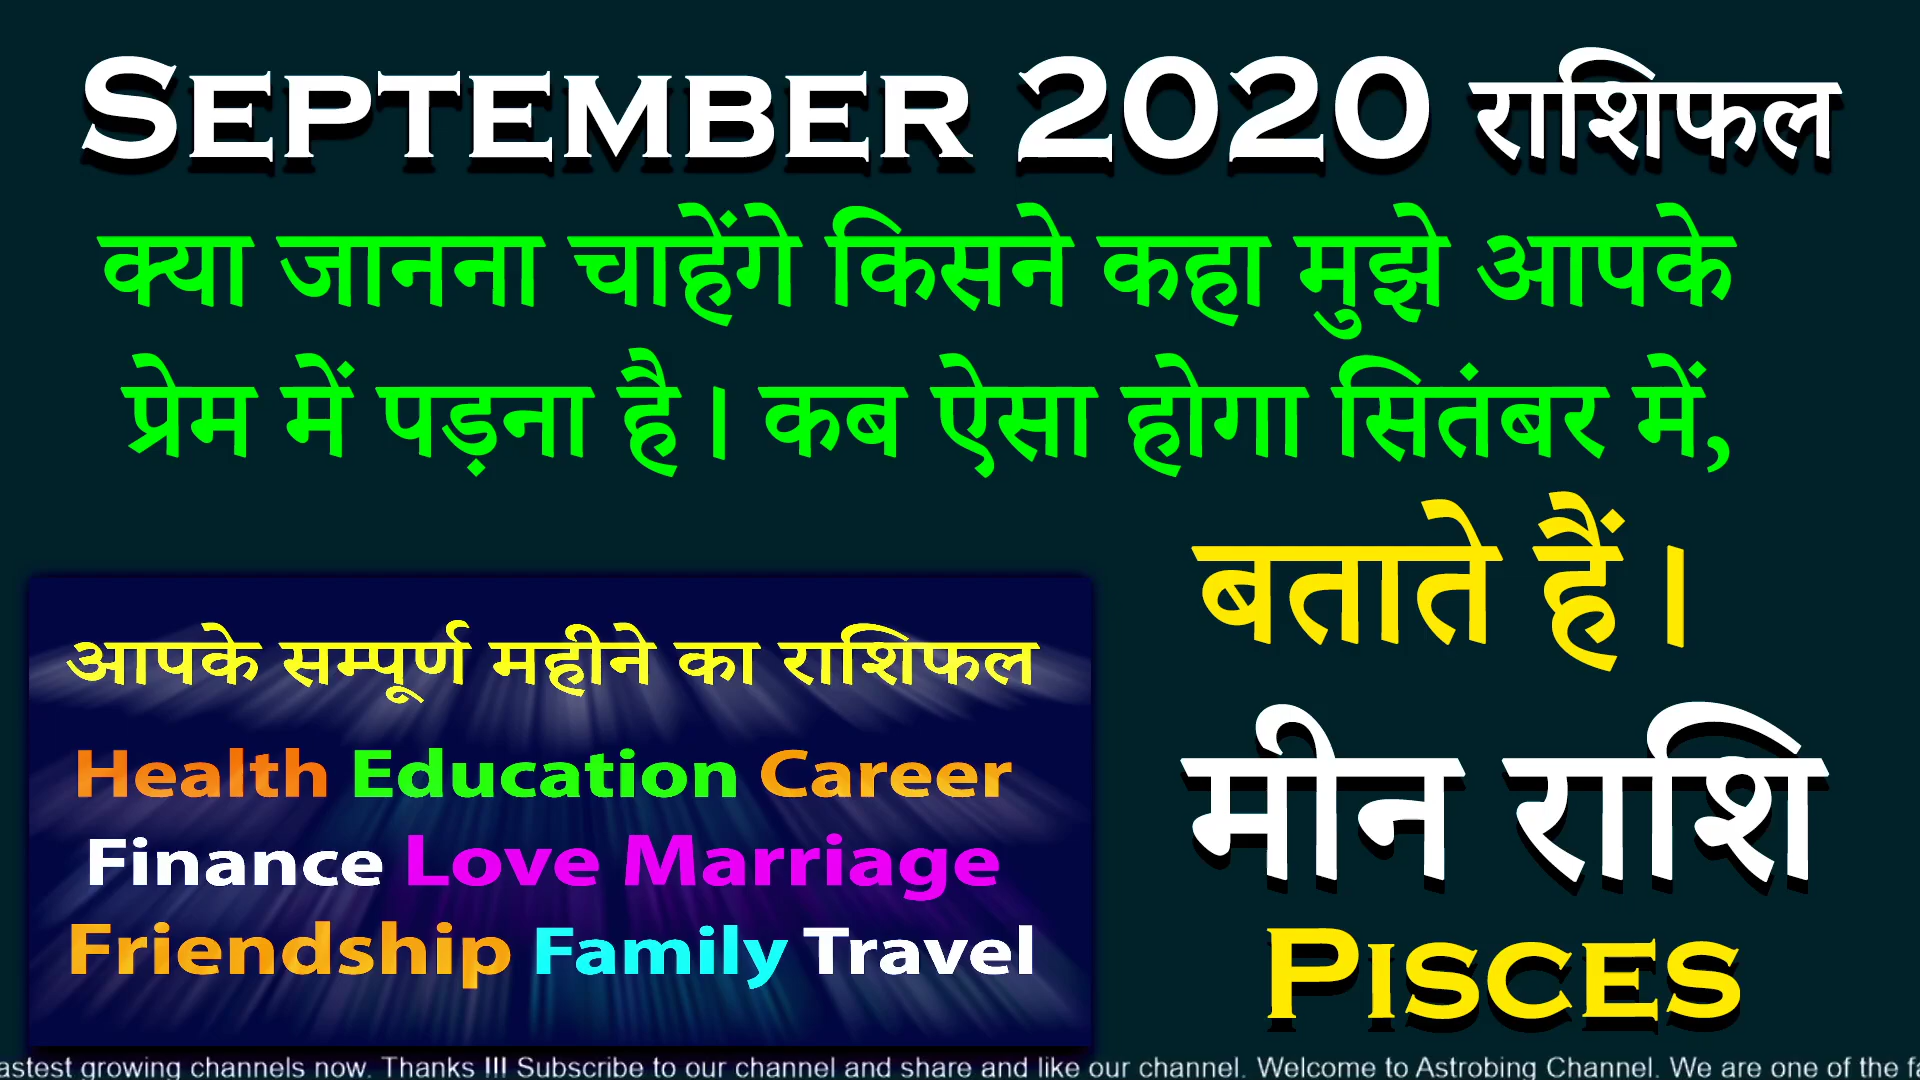 SEPTEMBER 2020 राशिफल
क्या जानना चाहेंगे किसने कहा मुझे आपके
प्रेम में पड़ना है। कब ऐसा होगा सितंबर में,
बताते हैं।
आपके सम्पूर्ण महीने का राशिफल
Health Education Career
Finance Love Marriage
Friendship Family Travel
मीन राशि
PISCES
astest growing channels now. Thanks !!! Subscribe to our channel and share and like our channel. Welcome to Astrobing Channel. We are one of the fa